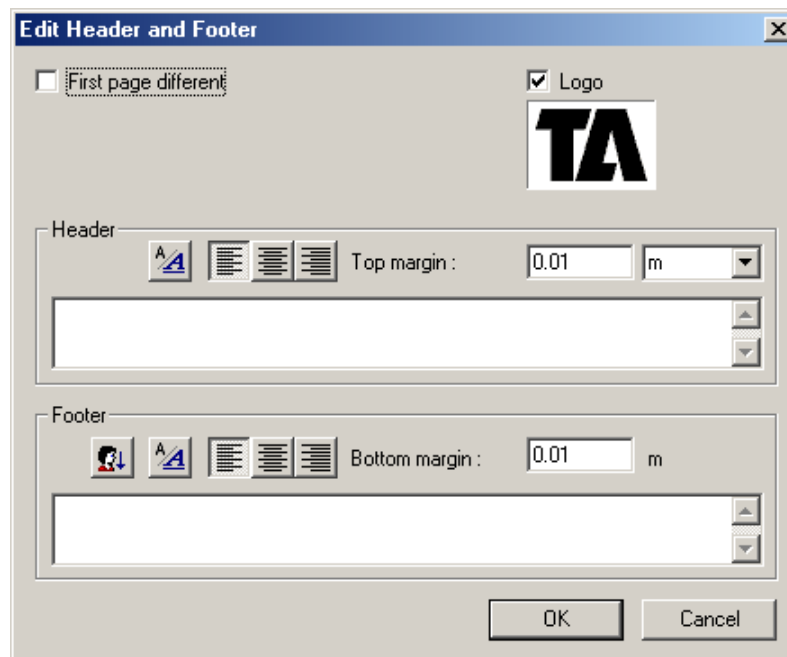 Edit Header and Footer
First page different
Logo
TA
Header
A/A
Top margin :
0.01
m
Footer
A/A
Bottom margin :
0.01
m
OK
Cancel